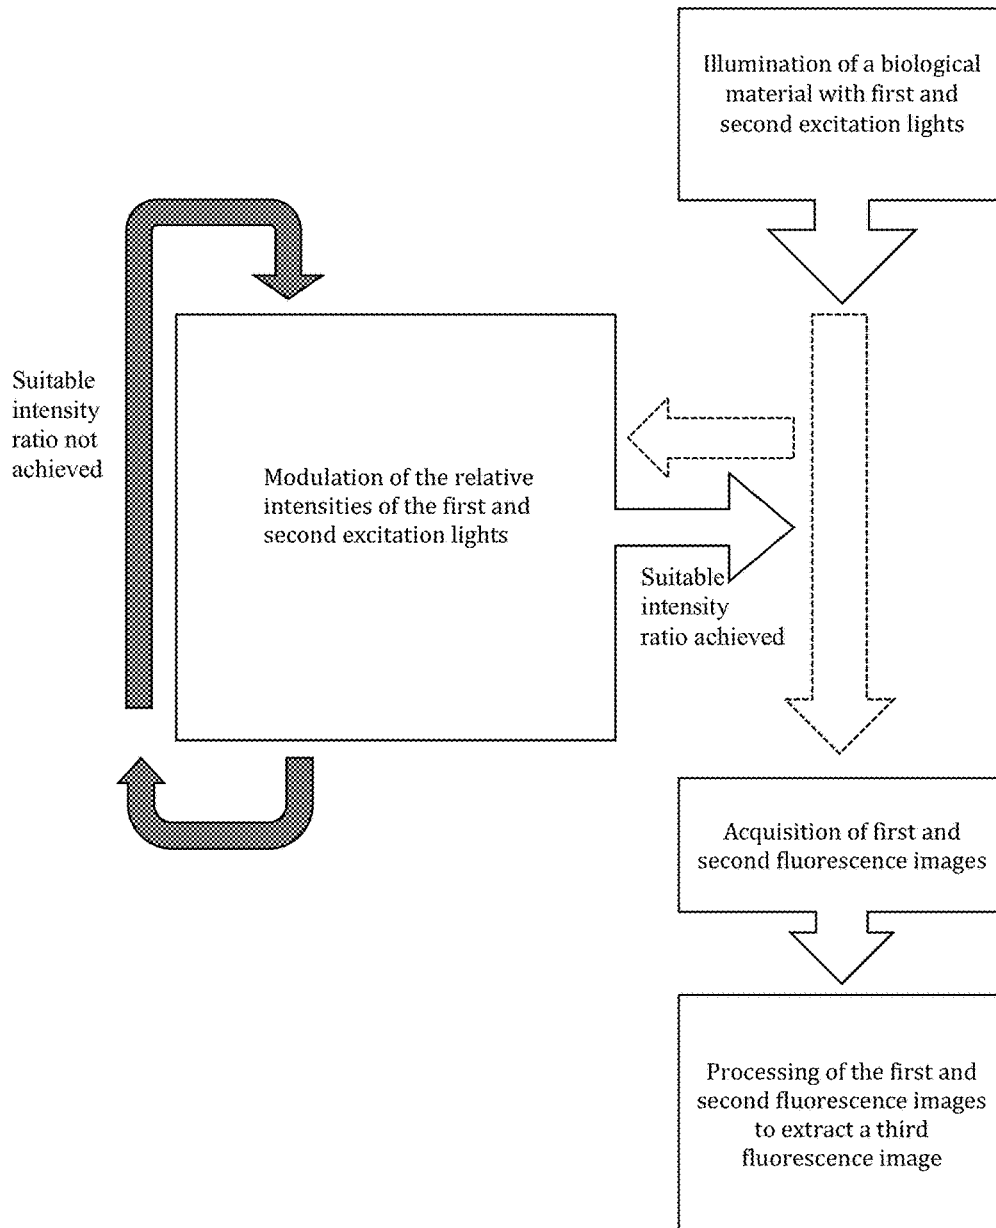 Illumination of a biological
material with first and
second excitation lights
Suitable
intensity
ratio not
achieved
Modulation of the relative
intensities of the first and
second excitation lights
Suitable
intensity
ratio achieved
Acquisition of first and
second fluorescence images
Processing of the first and
second fluorescence images
to extract a third
fluorescence image